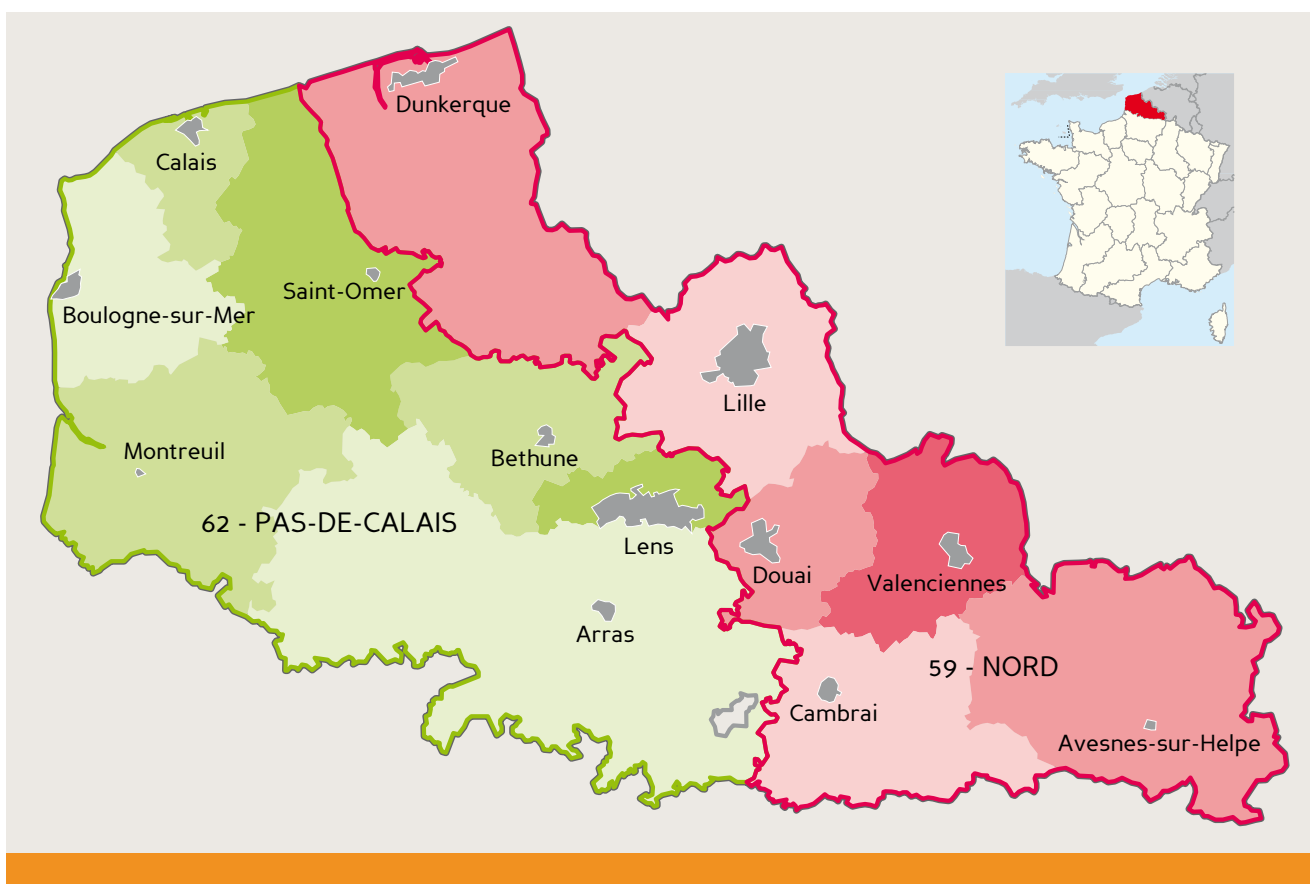 Dunkerque
Calais
Saint-Omer
Boulogne-sur-Mer
Lille
Montreuil
Bethune
62 - PAS-DE-CALAIS
Lens
Douai
Valenciennes
Arras
59 - NORD
Cambrai
Avesnes-sur-Helpe